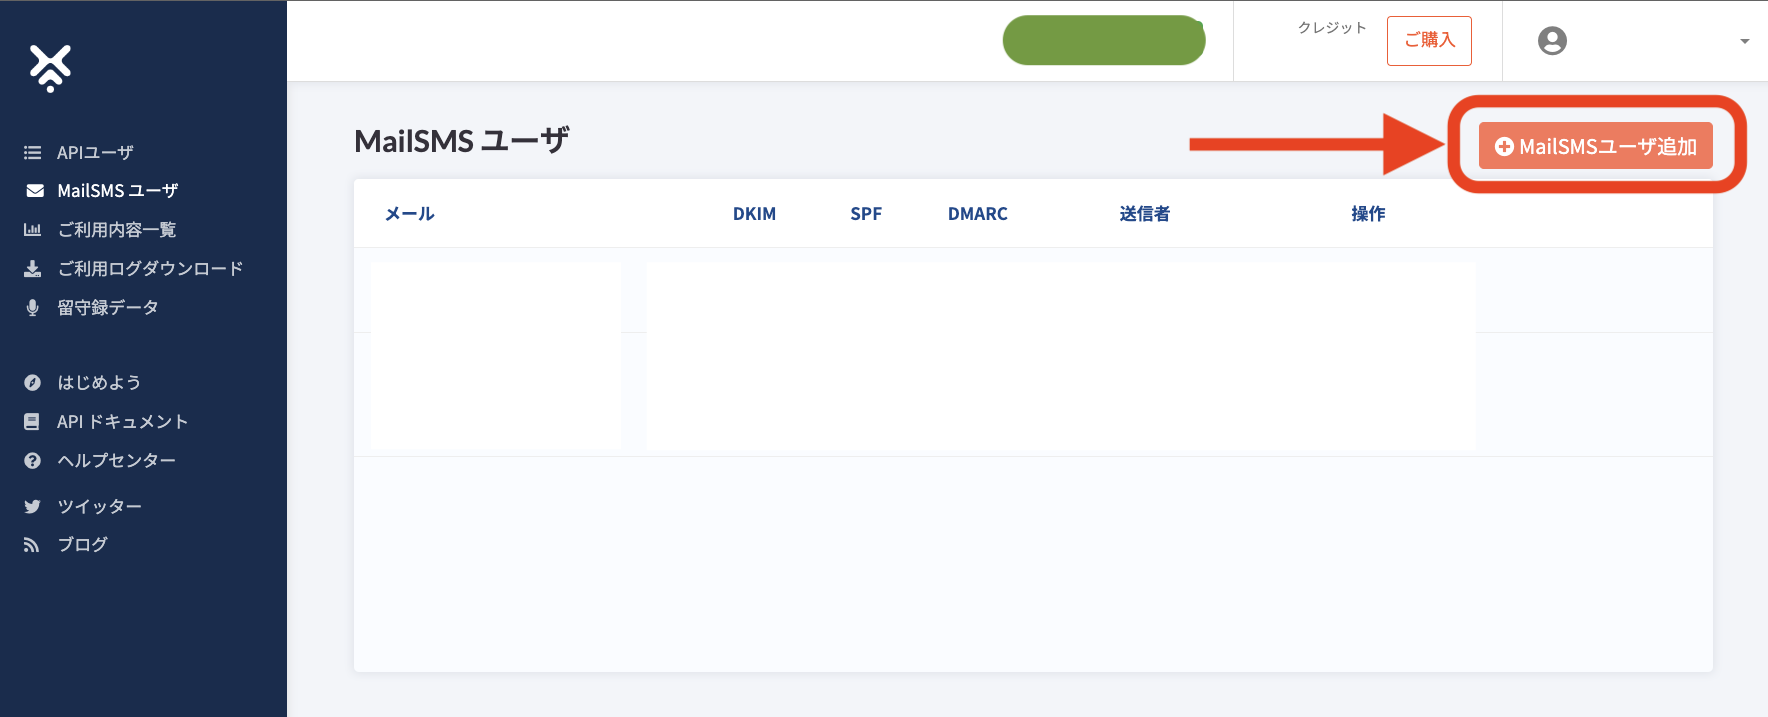 クレジット
ご購入
APIユーザ
MailSMS ユーザ
ご利用内容一覧
ご利用ログダウンロード
留守録データ
はじめよう
API ドキュメント
ヘルプセンター
ツイッター
ブログ
MailSMS ユーザ
MailSMSユーザ追加
メール DKIM SPF DMARC 送信者 操作